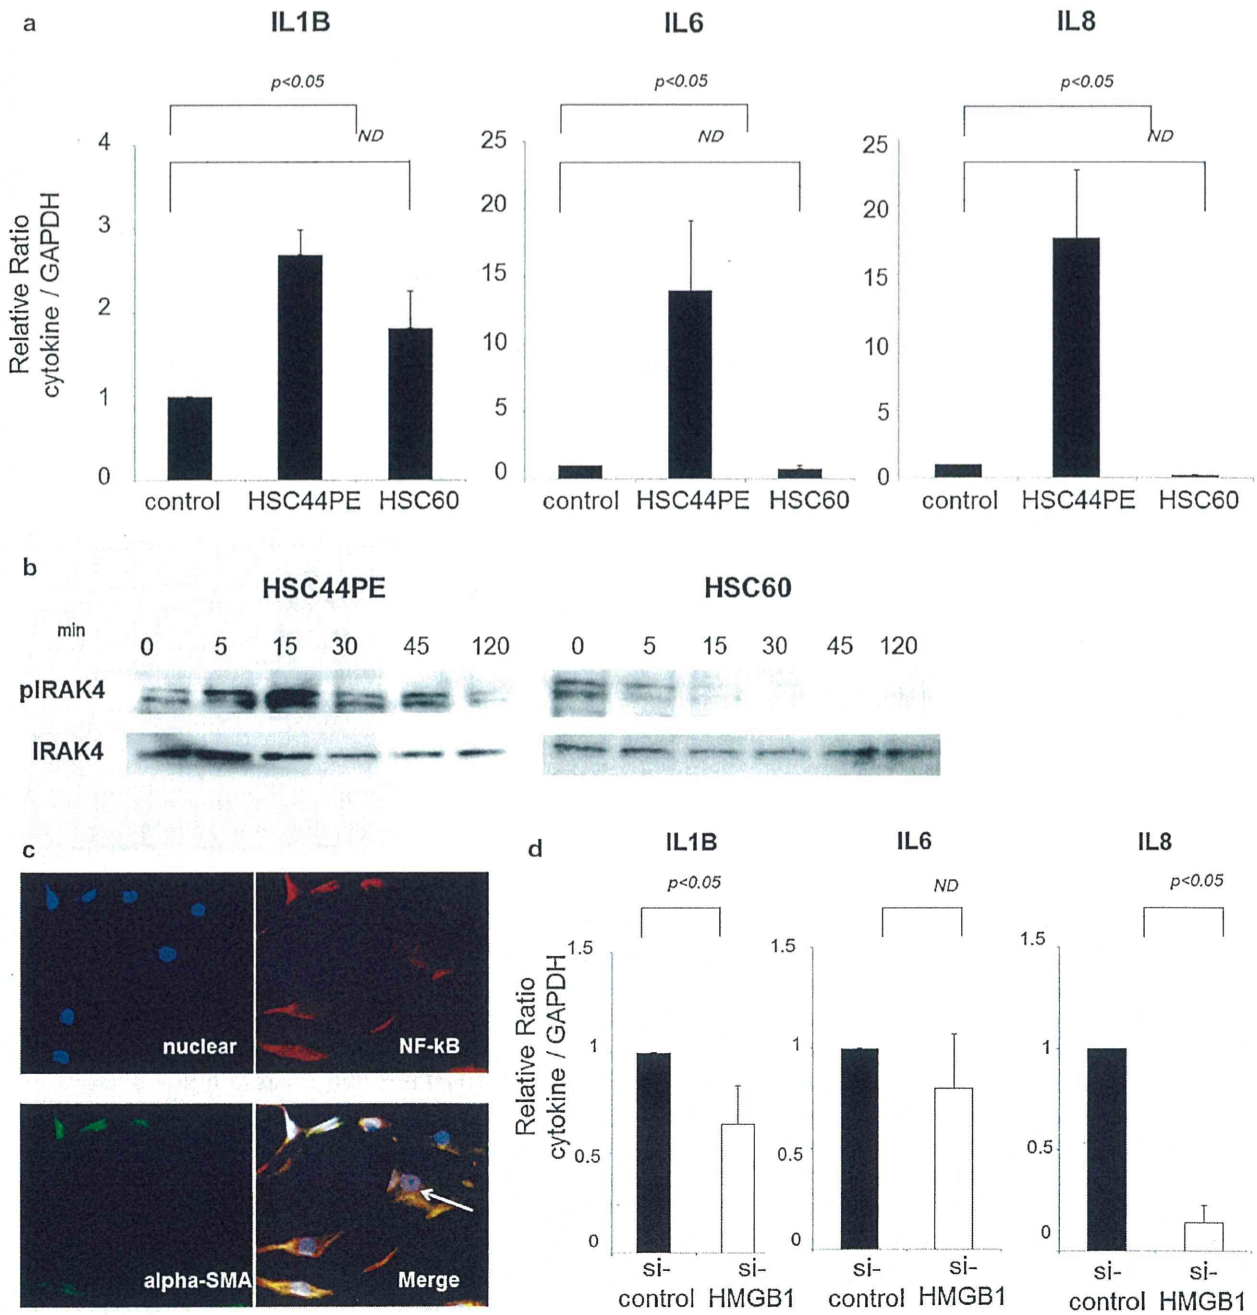 a
IL1B
IL6
IL8
p<0.05
p<0.05
p<0.05
ND
ND
ND
Relative Ratio
cytokine / GAPDH
4
3
2
1
0
25
20
15
10
5
0
25
20
15
10
5
0
control HSC44PE HSC60
control HSC44PE HSC60
control HSC44PE HSC60
b
HSC44PE
HSC60
min
0 5 15 30 45 120
0 5 15 30 45 120
pIRAK4
IRAK4
c
nuclear
NF-kB
alpha-SMA
Merge
d
IL1B
IL6
IL8
p<0.05
ND
p<0.05
Relative Ratio
cytokine / GAPDH
1.5
1
0.5
0
1.5
1
0.5
0
1.5
1
0.5
0
si-
control
si-
HMGB1
si-
control
si-
HMGB1
si-
control
si-
HMGB1